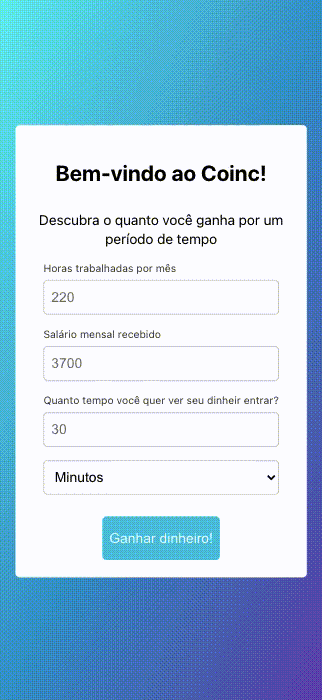 Bem-vindo ao Coinc!
Descubra o quanto você ganha por um
período de tempo
Horas trabalhadas por mês
220
Salário mensal recebido
3700
Quanto tempo você quer ver seu dinheir entrar?
30
Minutos
Ganhar dinheiro!